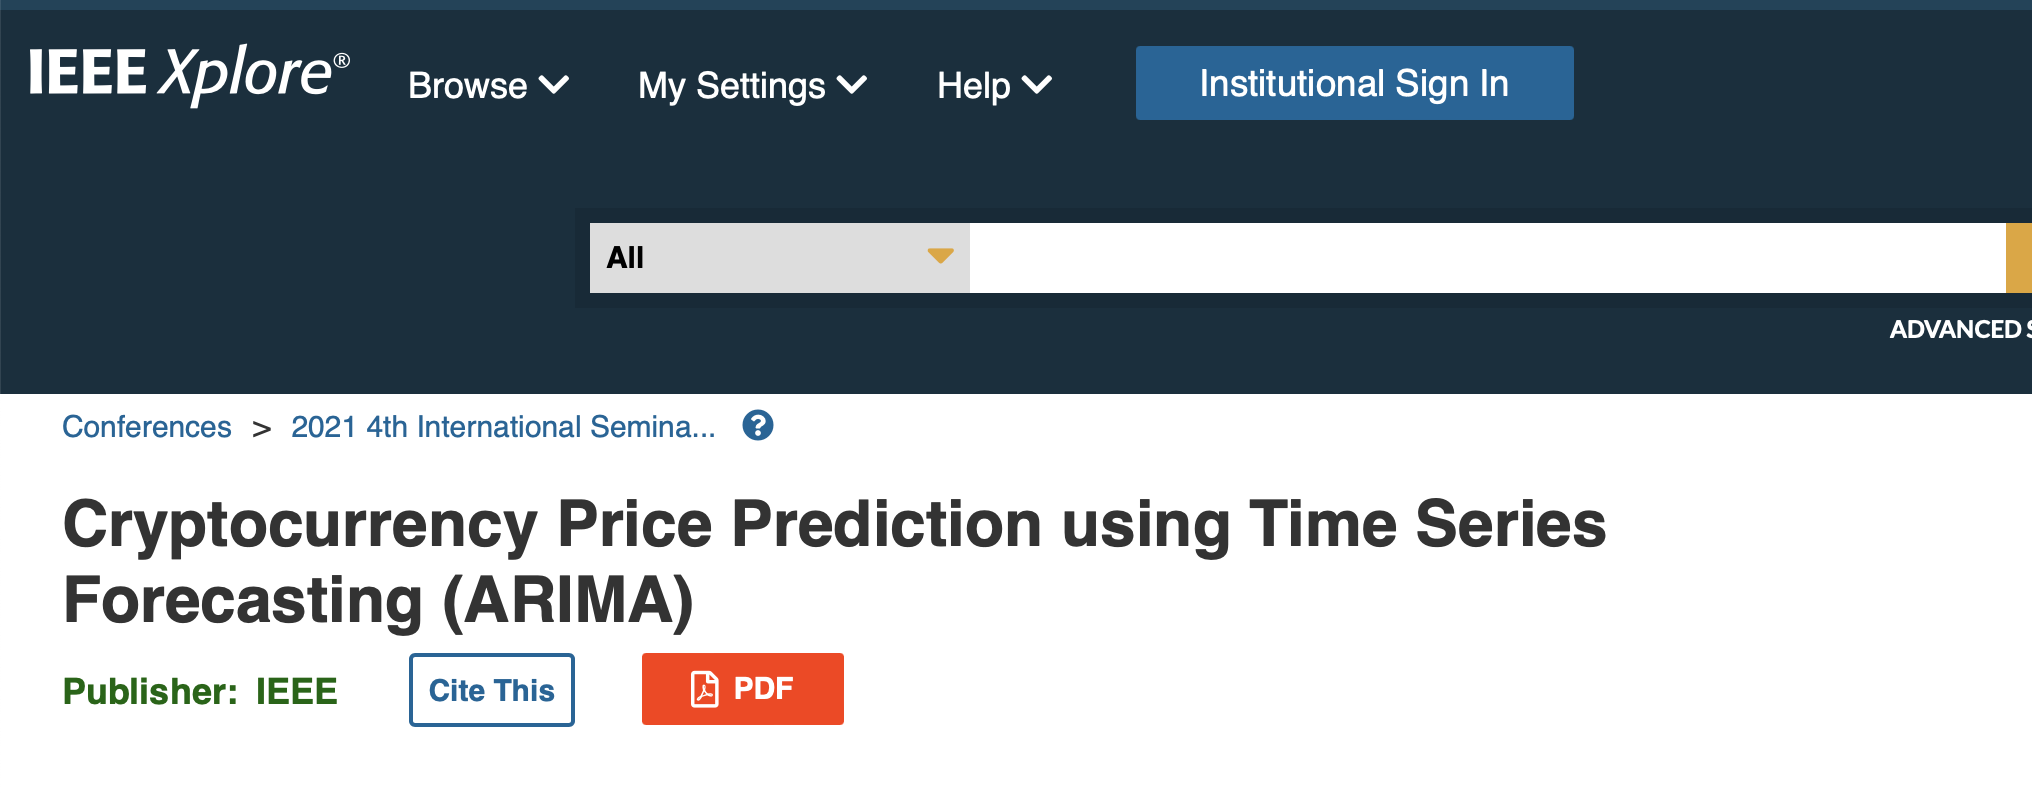 IEEE Xplore®
Browse My Settings Help Institutional Sign In
All
ADVANCED
Conferences > 2021 4th International Semina... ?
Cryptocurrency Price Prediction using Time Series
Forecasting (ARIMA)
Publisher: IEEE Cite This PDF